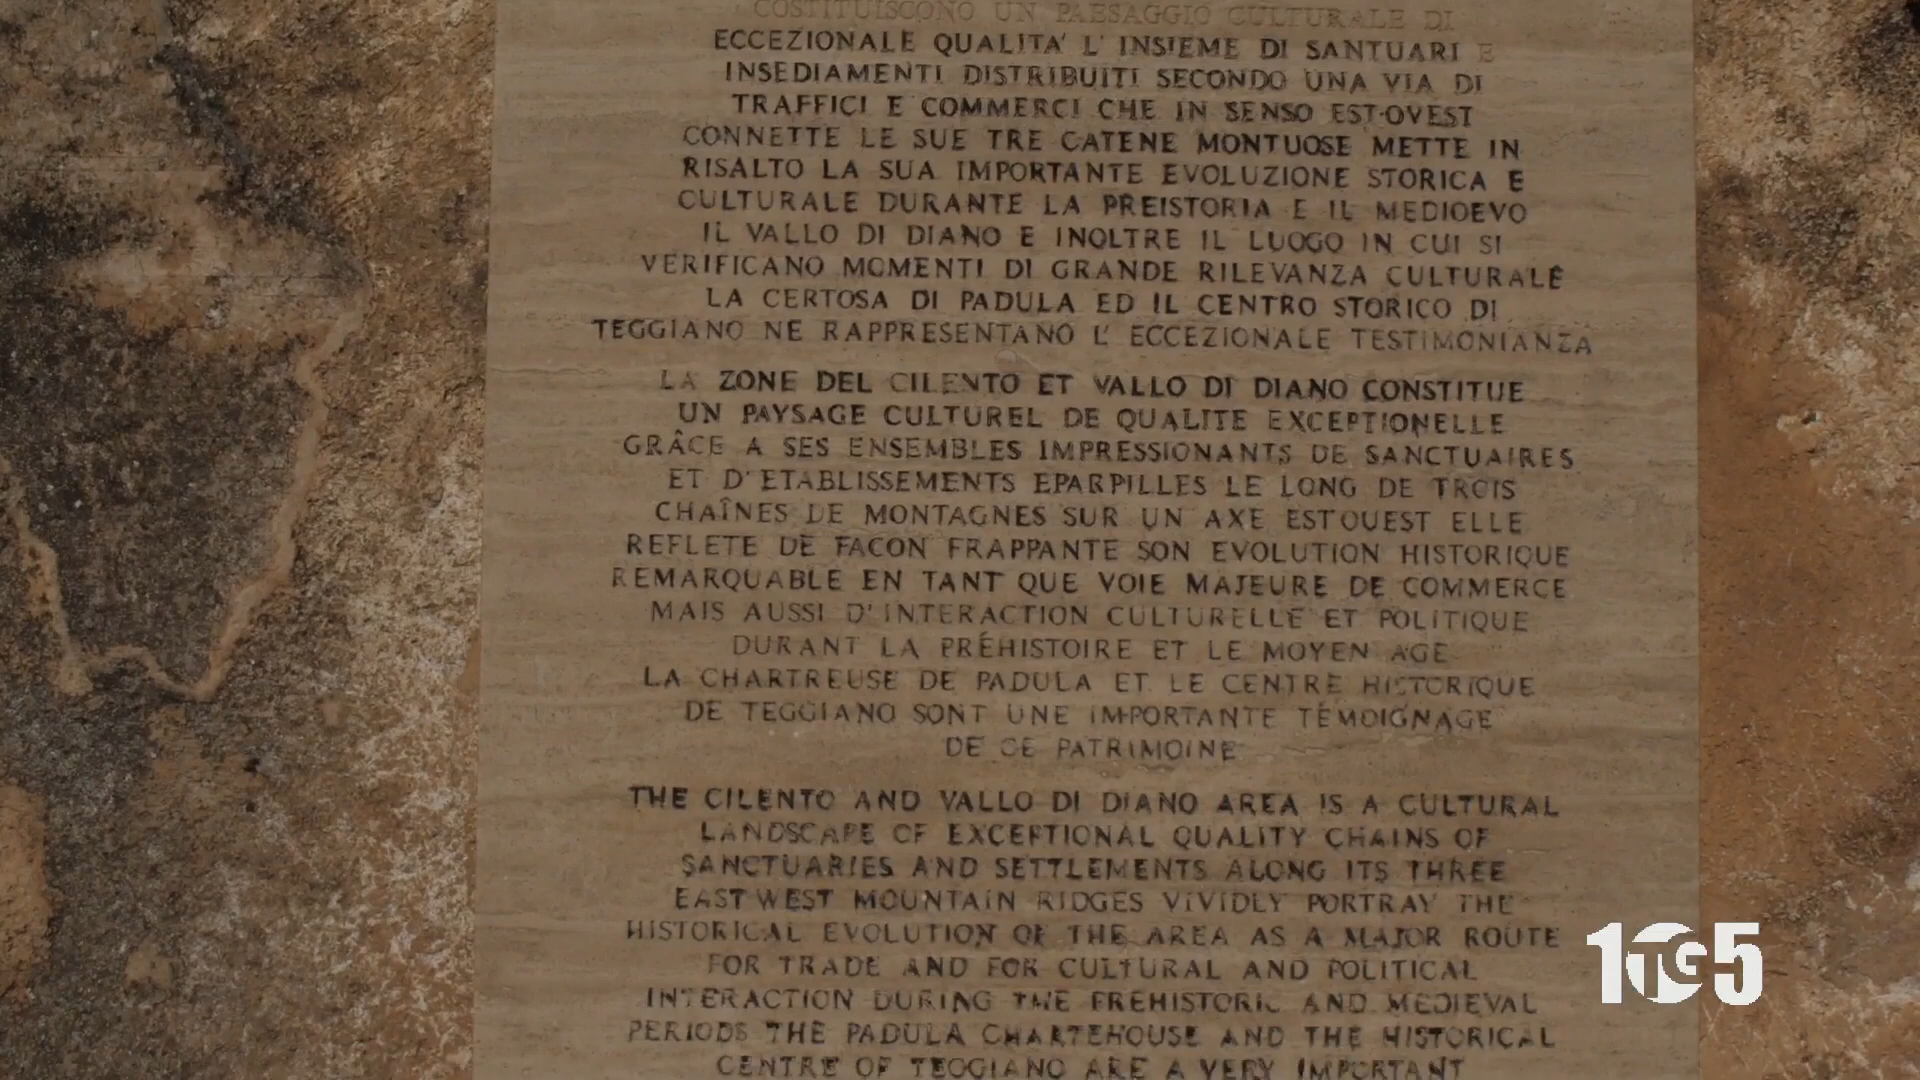 COSTITUISCONO UN PAESAGGIO CULTURALE DI
ECCEZIONALE QUALITA' L' INSIEME DI SANTUARI E
INSEDIAMENTI DISTRIBUITI SECONDO UNA VIA DI
TRAFFICI E COMMERCI CHE IN SENSO EST-OVEST
CONNETTE LE SUE TRE CATENE MONTUOSE METTE IN
RISALTO LA SUA IMPORTANTE EVOLUZIONE STORICA E
CULTURALE DURANTE LA PREISTORIA E IL MEDIOEVO
IL VALLO DI DIANO E INOLTRE IL LUOGO IN CUI SI
VERIFICANO MOMENTI DI GRANDE RILEVANZA CULTURALE
LA CERTOSA DI PADULA ED IL CENTRO STORICO DI
TEGGIANO NE RAPPRESENTANO L' ECCEZIONALE TESTIMONIANZA
LA ZONE DEL CILENTO ET VALLO DI DIANO CONSTITUE
UN PAYSAGE CULTUREL DE QUALITE EXCEPTIONELLE
GRÂCE A SES ENSEMBLES IMPRESSIONANTS DE SANCTUAIRES
ET D'ETABLISSEMENTS EPARPILLES LE LONG DE TROIS
CHAÎNES DE MONTAGNES SUR UN AXE EST OUEST ELLE
REFLETE DE FACON FRAPPANTE SON EVOLUTION HISTORIQUE
REMARQUABLE EN TANT QUE VOIE MAJEURE DE COMMERCE
MAIS AUSSI D'INTERACTION CULTURELLE ET POLITIQUE
DURANT LA PRÉHISTOIRE ET LE MOYEN AGE
LA CHARTREUSE DE PADULA ET LE CENTRE HISTORIQUE
DE TEGGIANO SONT UNE IMPORTANTE TÉMOIGNAGE
DE CE PATRIMOINE
THE CILENTO AND VALLO DI DIANO AREA IS A CULTURAL
LANDSCAPE OF EXCEPTIONAL QUALITY CHAINS OF
SANCTUARIES AND SETTLEMENTS ALONG ITS THREE
EAST WEST MOUNTAIN RIDGES VIVIDLY PORTRAY THE
HISTORICAL EVOLUTION OF THE AREA AS A MAJOR ROUTE
FOR TRADE AND FOR CULTURAL AND POLITICAL
INTERACTION DURING THE PREHISTORIC AND MEDIEVAL
PERIODS THE PADULA CHARTEHOUSE AND THE HISTORICAL
CENTRE OF TEGGIANO ARE A VERY IMPORTANT
1TG5